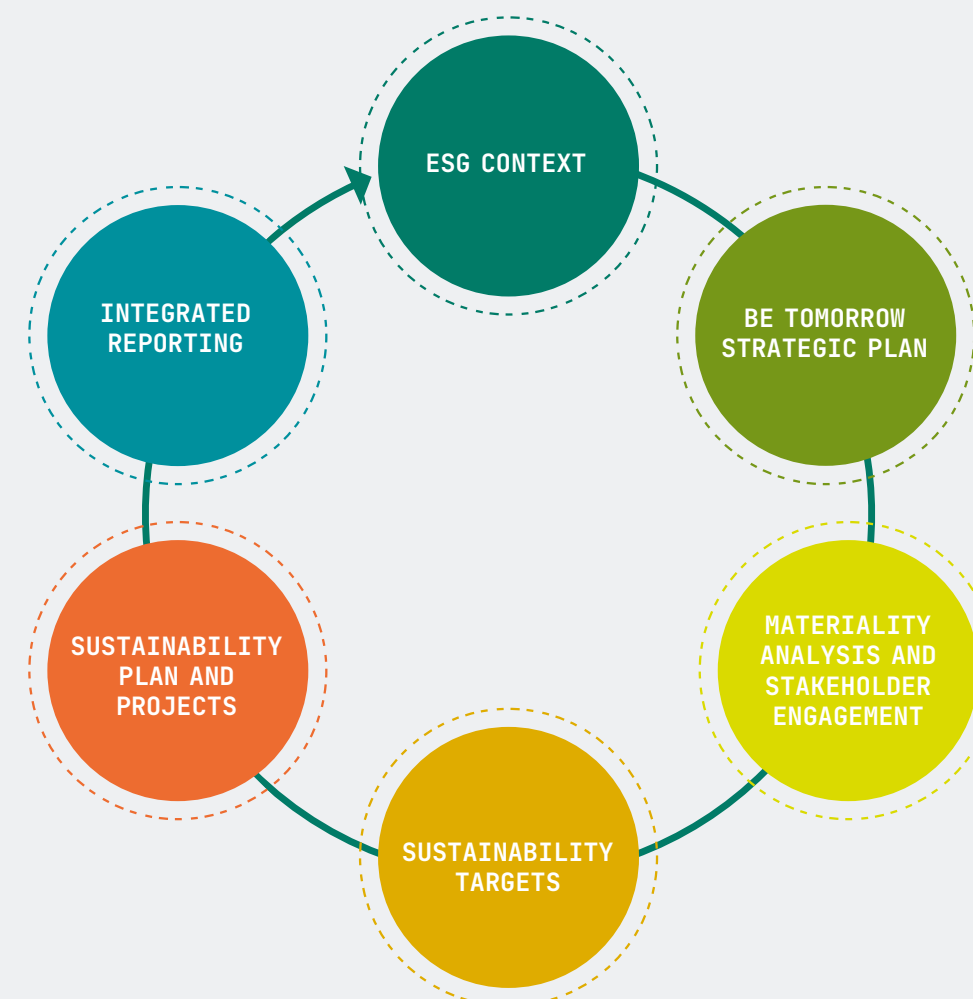 ESG CONTEXT
BE TOMORROW
STRATEGIC PLAN
MATERIALITY
ANALYSIS AND
STAKEHOLDER
ENGAGEMENT
SUSTAINABILITY
TARGETS
SUSTAINABILITY
PLAN AND
PROJECTS
INTEGRATED
REPORTING